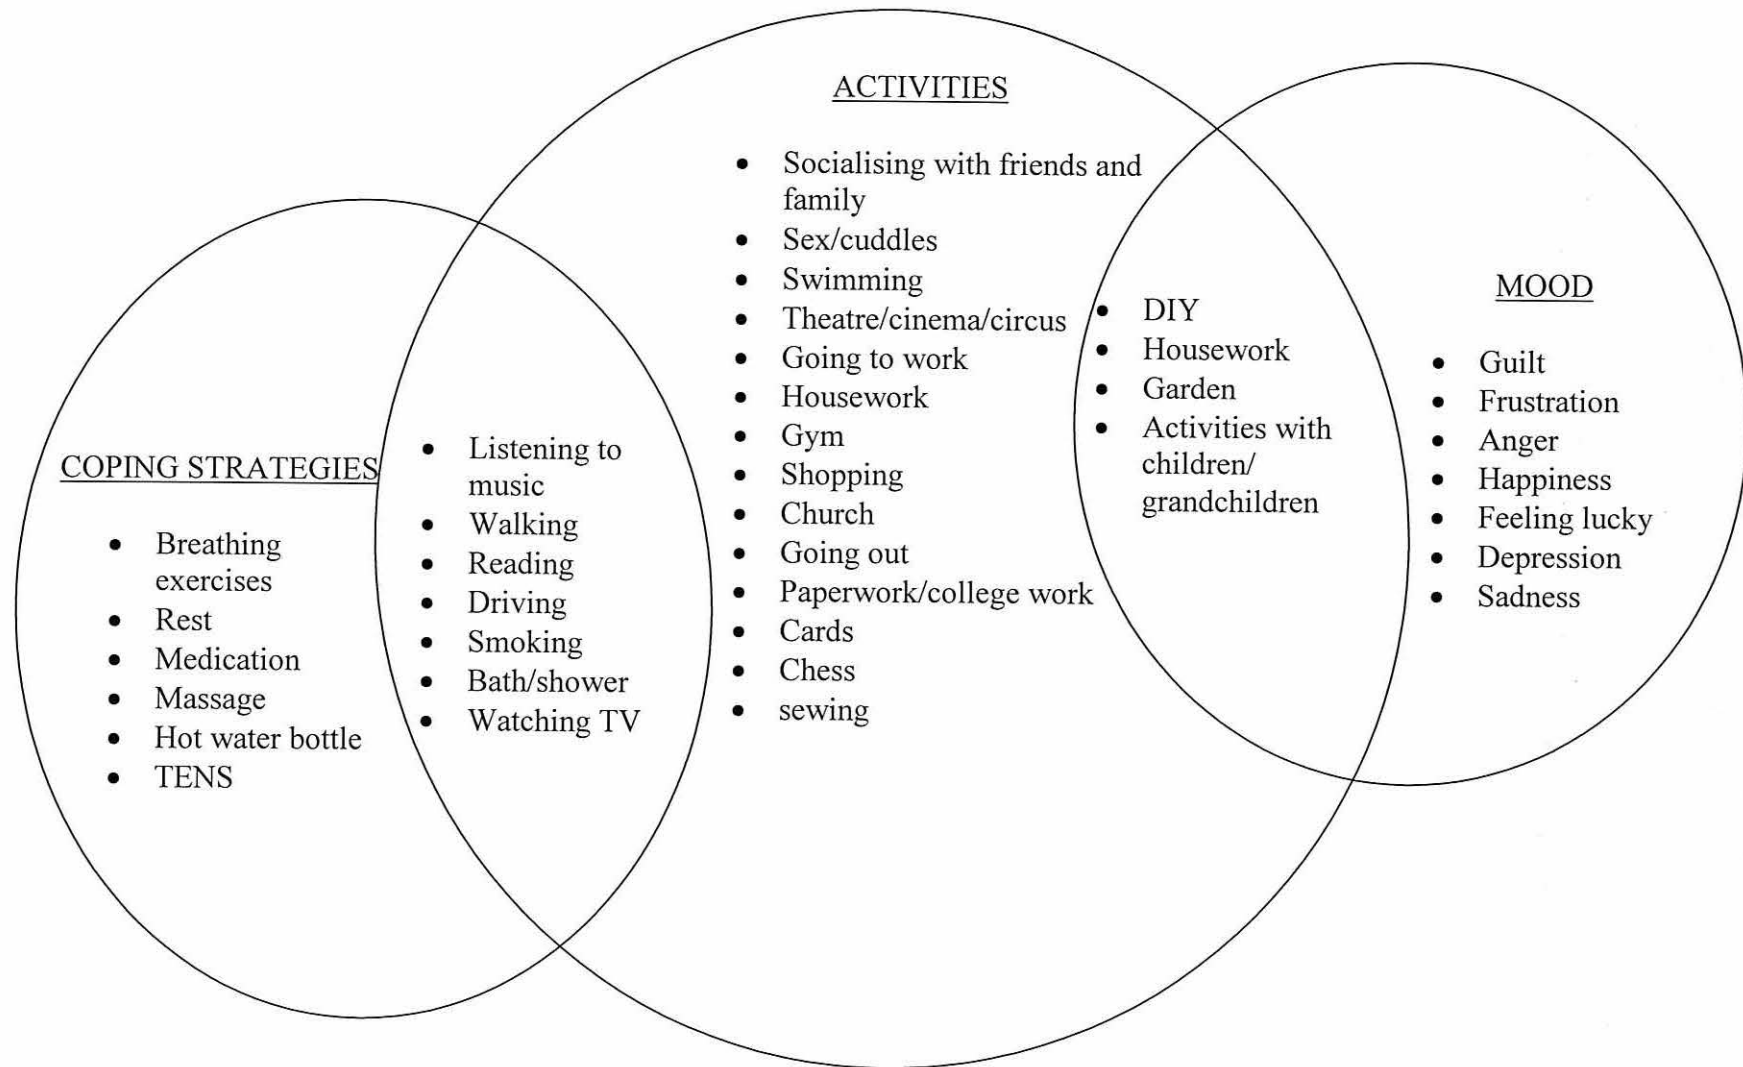 ACTIVITIES
Socialising with friends and
family
Sex/cuddles
Swimming
Theatre/cinema/circus
Going to work
Housework
Gym
Shopping
Church
Going out
Paperwork/college work
Cards
Chess
sewing
COPING STRATEGIES
Breathing
exercises
Rest
Medication
Massage
Hot water bottle
TENS
Listening to
music
Walking
Reading
Driving
Smoking
Bath/shower
Watching TV
DIY
Housework
Garden
Activities with
children/
grandchildren
MOOD
Guilt
Frustration
Anger
Happiness
Feeling lucky
Depression
Sadness